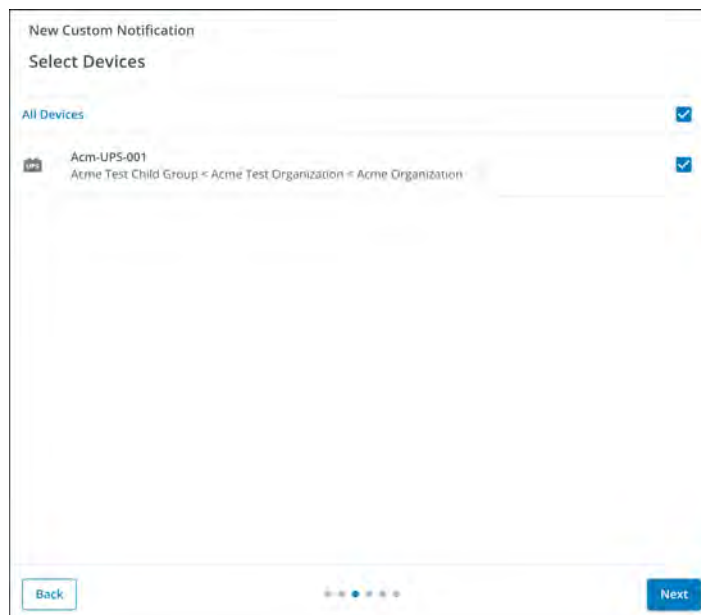 New Custom Notification
Select Devices
All Devices
UPS
Acm-UPS-001
Acme Test Child Group < Acme Test Organization < Acme Organization
Back
Next